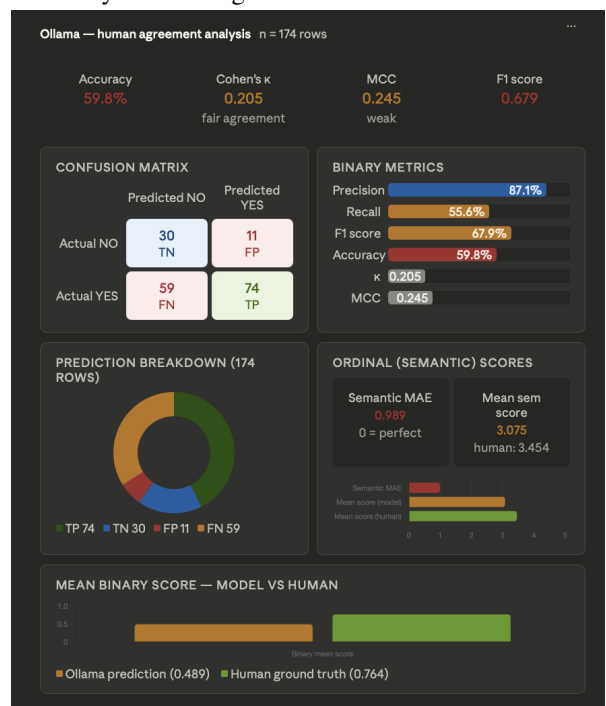 Ollama — human agreement analysis n = 174 rows
...
Accuracy
59.8%
Cohen's κ
0.205
fair agreement
MCC
0.245
weak
F1 score
0.679
CONFUSION MATRIX
Predicted NO
Predicted
YES
Actual NO
30
TN
11
FP
Actual YES
59
FN
74
TP
BINARY METRICS
Precision 87.1%
Recall 55.6%
F1 score 67.9%
Accuracy 59.8%
κ 0.205
MCC 0.245
PREDICTION BREAKDOWN (174
ROWS)
TP 74 TN 30 FP 11 FN 59
ORDINAL (SEMANTIC) SCORES
Semantic MAE
0.989
0 = perfect
Mean sem
score
3.075
human: 3.454
Semantic MAE
Mean score (model)
Mean score (human)
0 1 2 3 4 5
MEAN BINARY SCORE — MODEL VS HUMAN
1.0
0.5
0
Binary mean score
Ollama prediction (0.489) Human ground truth (0.764)